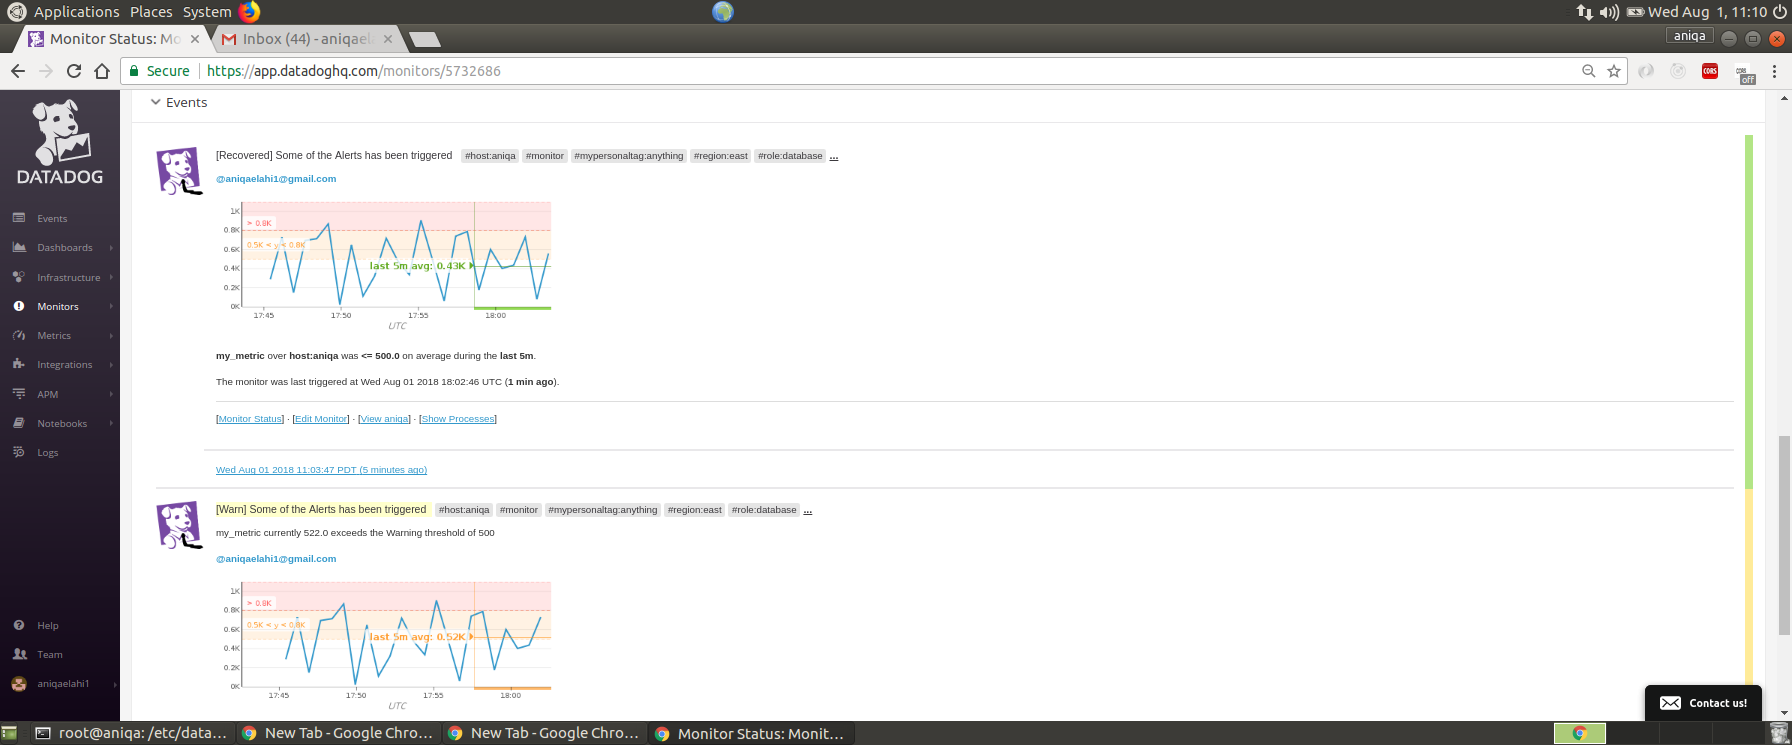 Applications Places System Wed Aug 1, 11:10
Monitor Status: Mo Inbox (44) - aniqaela aniqa
Secure https://app.datadoghq.com/monitors/5732686 CORS CORS off
DATADOG
Events
Dashboards
Infrastructure
Monitors
Metrics
Integrations
APM
Notebooks
Logs
Help
Team
aniqaelahi1
Events
[Recovered] Some of the Alerts has been triggered #host:aniqa #monitor #mypersonaltag:anything #region:east #role:database ...
@aniqaelahi1@gmail.com
1K
> 0.8K
0.8K
0.5K < y < 0.8K
0.6K
last 5m avg: 0.43K
0.4K
0.2K
0K
17:45 17:50 17:55 18:00
UTC
my_metric over host:aniqa was <= 500.0 on average during the last 5m.
The monitor was last triggered at Wed Aug 01 2018 18:02:46 UTC (1 min ago).
[Monitor Status] · [Edit Monitor] · [View aniqa] · [Show Processes]
Wed Aug 01 2018 11:03:47 PDT (5 minutes ago)
[Warn] Some of the Alerts has been triggered #host:aniqa #monitor #mypersonaltag:anything #region:east #role:database ...
my_metric currently 522.0 exceeds the Warning threshold of 500
@aniqaelahi1@gmail.com
1K
> 0.8K
0.8K
0.5K < y < 0.8K
0.6K
last 5m avg: 0.52K
0.4K
0.2K
0K
17:45 17:50 17:55 18:00
UTC
Contact us!
root@aniqa: /etc/data... New Tab - Google Chro... New Tab - Google Chro... Monitor Status: Monit...